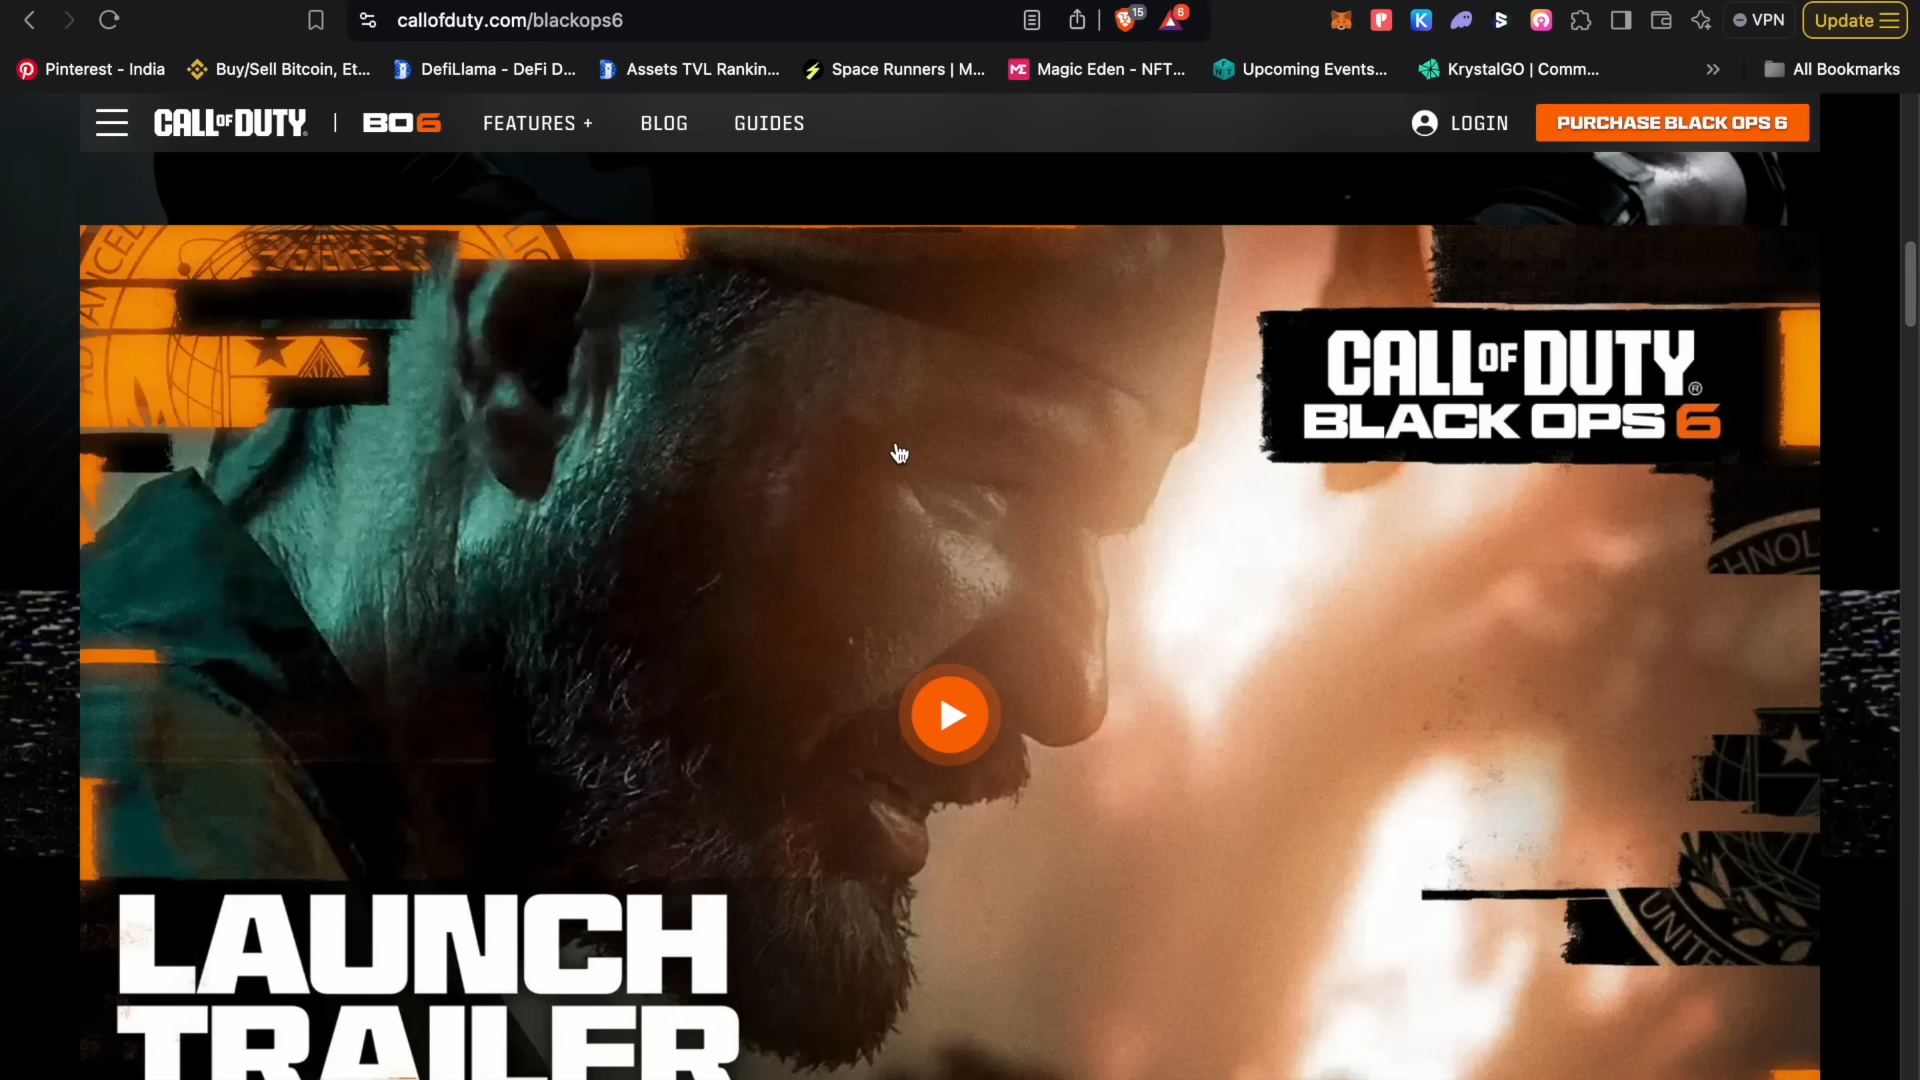 callofduty.com/blackops6
15
6
VPN
Update
Pinterest - India
Buy/Sell Bitcoin, Et...
DefiLlama - DeFi D...
Assets TVL Rankin...
Space Runners | M...
ME
Magic Eden - NFT...
Upcoming Events...
KrystalGO | Comm...
All Bookmarks
CALL OF DUTY
BO6
FEATURES +
BLOG
GUIDES
LOGIN
PURCHASE BLACK OPS 6
CALL OF DUTY®
BLACK OPS 6
LAUNCH
TRAILER